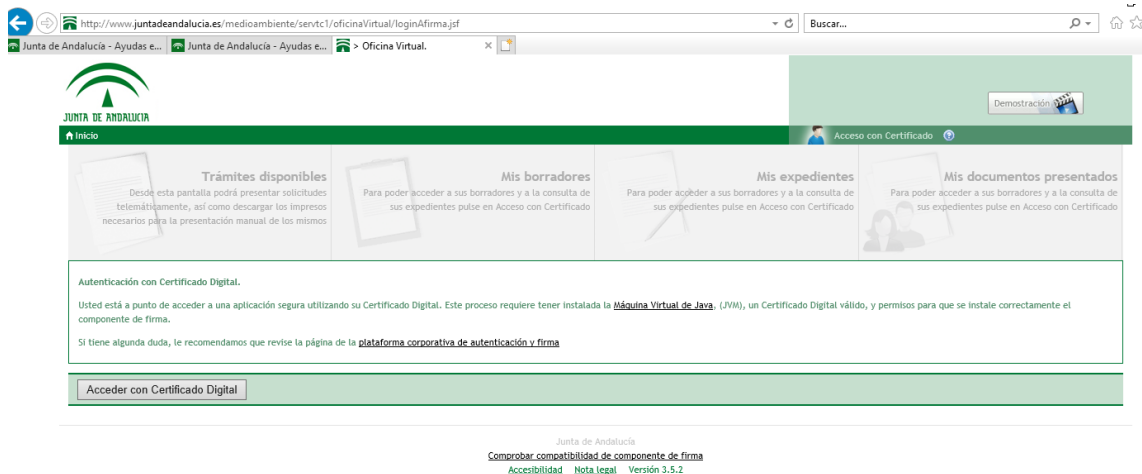 http://www.juntadeandalucia.es/medioambiente/servtc1/oficinaVirtual/loginAfirma.jsf
Buscar...
Junta de Andalucía - Ayudas e...
Junta de Andalucía - Ayudas e...
> Oficina Virtual.
JUNTA DE ANDALUCIA
Demostración
Inicio
Acceso con Certificado
Trámites disponibles
Desde esta pantalla podrá presentar solicitudes
telemáticamente, así como descargar los impresos
necesarios para la presentación manual de los mismos
Mis borradores
Para poder acceder a sus borradores y a la consulta de
sus expedientes pulse en Acceso con Certificado
Mis expedientes
Para poder acceder a sus borradores y a la consulta de
sus expedientes pulse en Acceso con Certificado
Mis documentos presentados
Para poder acceder a sus borradores y a la consulta de
sus expedientes pulse en Acceso con Certificado
Autenticación con Certificado Digital.
Usted está a punto de acceder a una aplicación segura utilizando su Certificado Digital. Este proceso requiere tener instalada la Máquina Virtual de Java, (JVM), un Certificado Digital válido, y permisos para que se instale correctamente el
componente de firma.
Si tiene algunda duda, le recomendamos que revise la página de la plataforma corporativa de autenticación y firma
Acceder con Certificado Digital
Junta de Andalucía
Comprobar compatibilidad de componente de firma
Accesibilidad Nota legal Versión 3.5.2